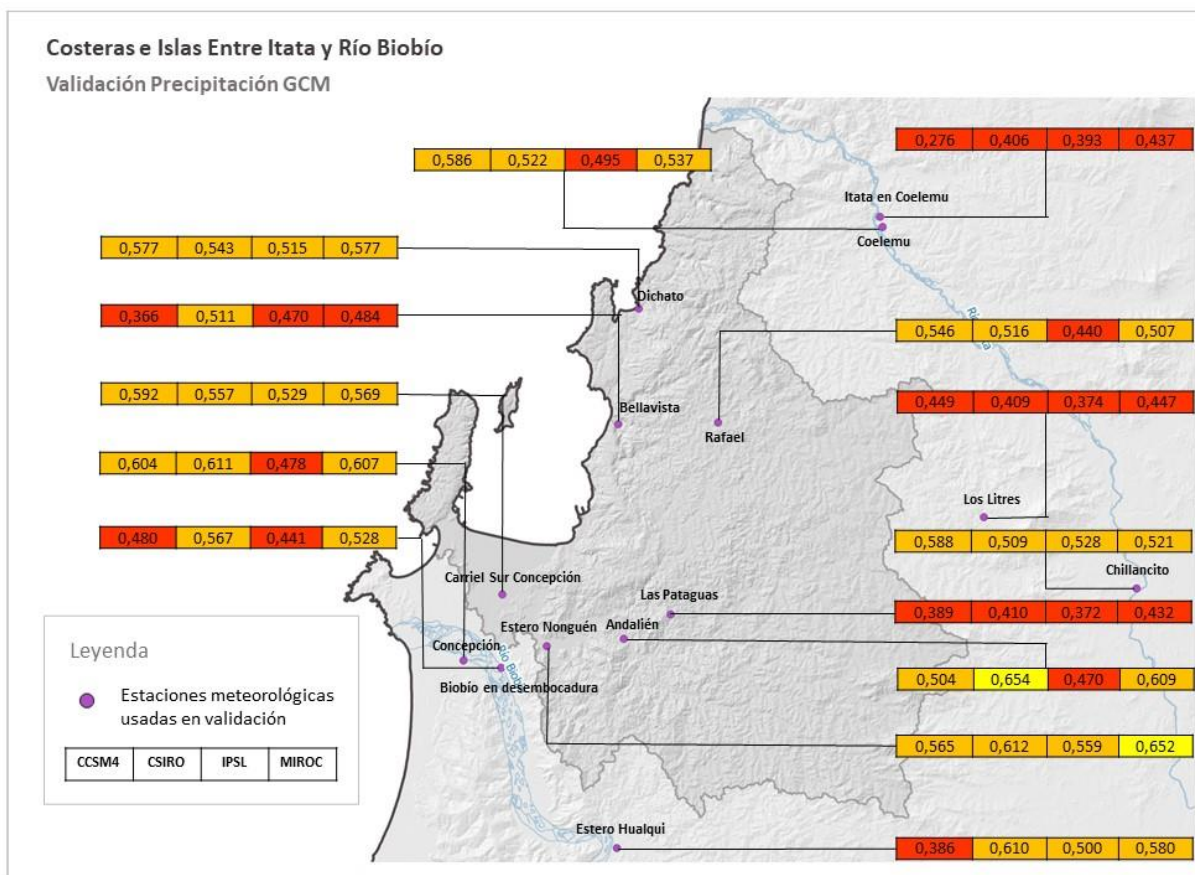 Costeras e Islas Entre Itata y Río Biobío
Validación Precipitación GCM
0,276 0,406 0,393 0,437
0,586 0,522 0,495 0,537
Itata en Coelemu
Coelemu
0,577 0,543 0,515 0,577
Dichato
0,366 0,511 0,470 0,484
0,546 0,516 0,440 0,507
0,592 0,557 0,529 0,569
0,449 0,409 0,374 0,447
Bellavista
Rafael
0,604 0,611 0,478 0,607
Los Litres
0,480 0,567 0,441 0,528
0,588 0,509 0,528 0,521
Chillancito
Carriel Sur Concepción
Las Pataguas
0,389 0,410 0,372 0,432
Andalién
Estero Nonguén
Concepción
Río Biobío
Biobío en desembocadura
0,504 0,654 0,470 0,609
0,565 0,612 0,559 0,652
Leyenda
Estaciones meteorológicas
usadas en validación
CCSM4 CSIRO IPSL MIROC
Estero Hualqui
0,386 0,610 0,500 0,580